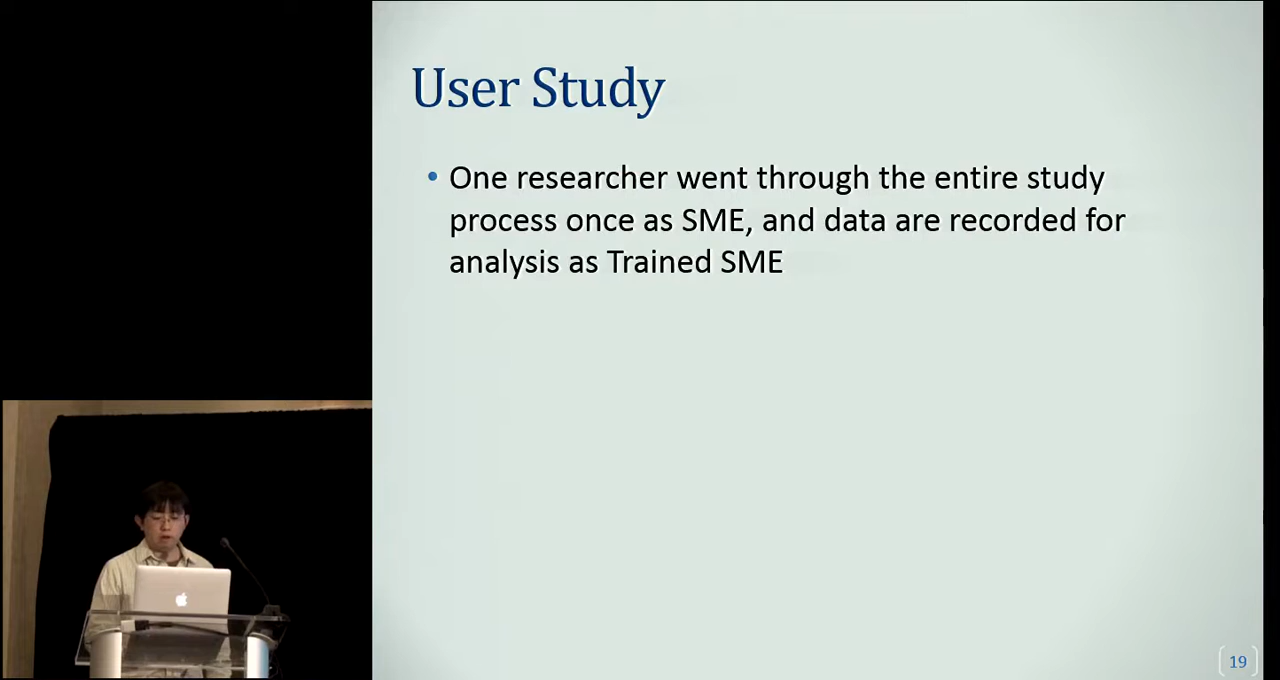 User Study
• One researcher went through the entire study
process once as SME, and data are recorded for
analysis as Trained SME
19